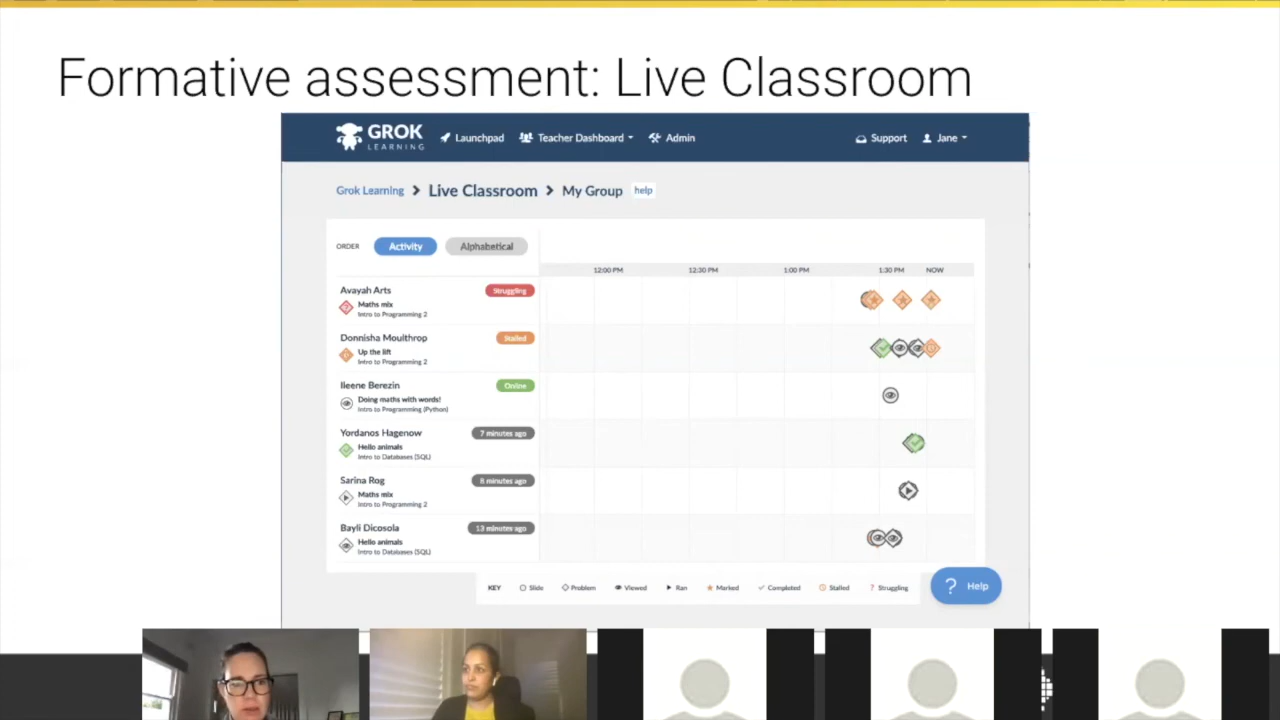 Formative assessment: Live Classroom
GROK LEARNING
Launchpad
Teacher Dashboard
Admin
Support
Jane
Grok Learning > Live Classroom > My Group help
ORDER Activity Alphabetical
12:00 PM 12:30 PM 1:00 PM 1:30 PM NOW
Avayah Arts Struggling
Maths mix
Intro to Programming 2
Donnisha Moulthrop Stalled
Up the lift
Intro to Programming 2
Ileene Berezin Online
Doing maths with words!
Intro to Programming (Python)
Yordanos Hagenow 7 minutes ago
Hello animals
Intro to Databases (SQL)
Sarina Rog 8 minutes ago
Maths mix
Intro to Programming 2
Bayli Dicosola 13 minutes ago
Hello animals
Intro to Databases (SQL)
KEY Slide Problem Viewed Ran Marked Completed Stalled Struggling
? Help